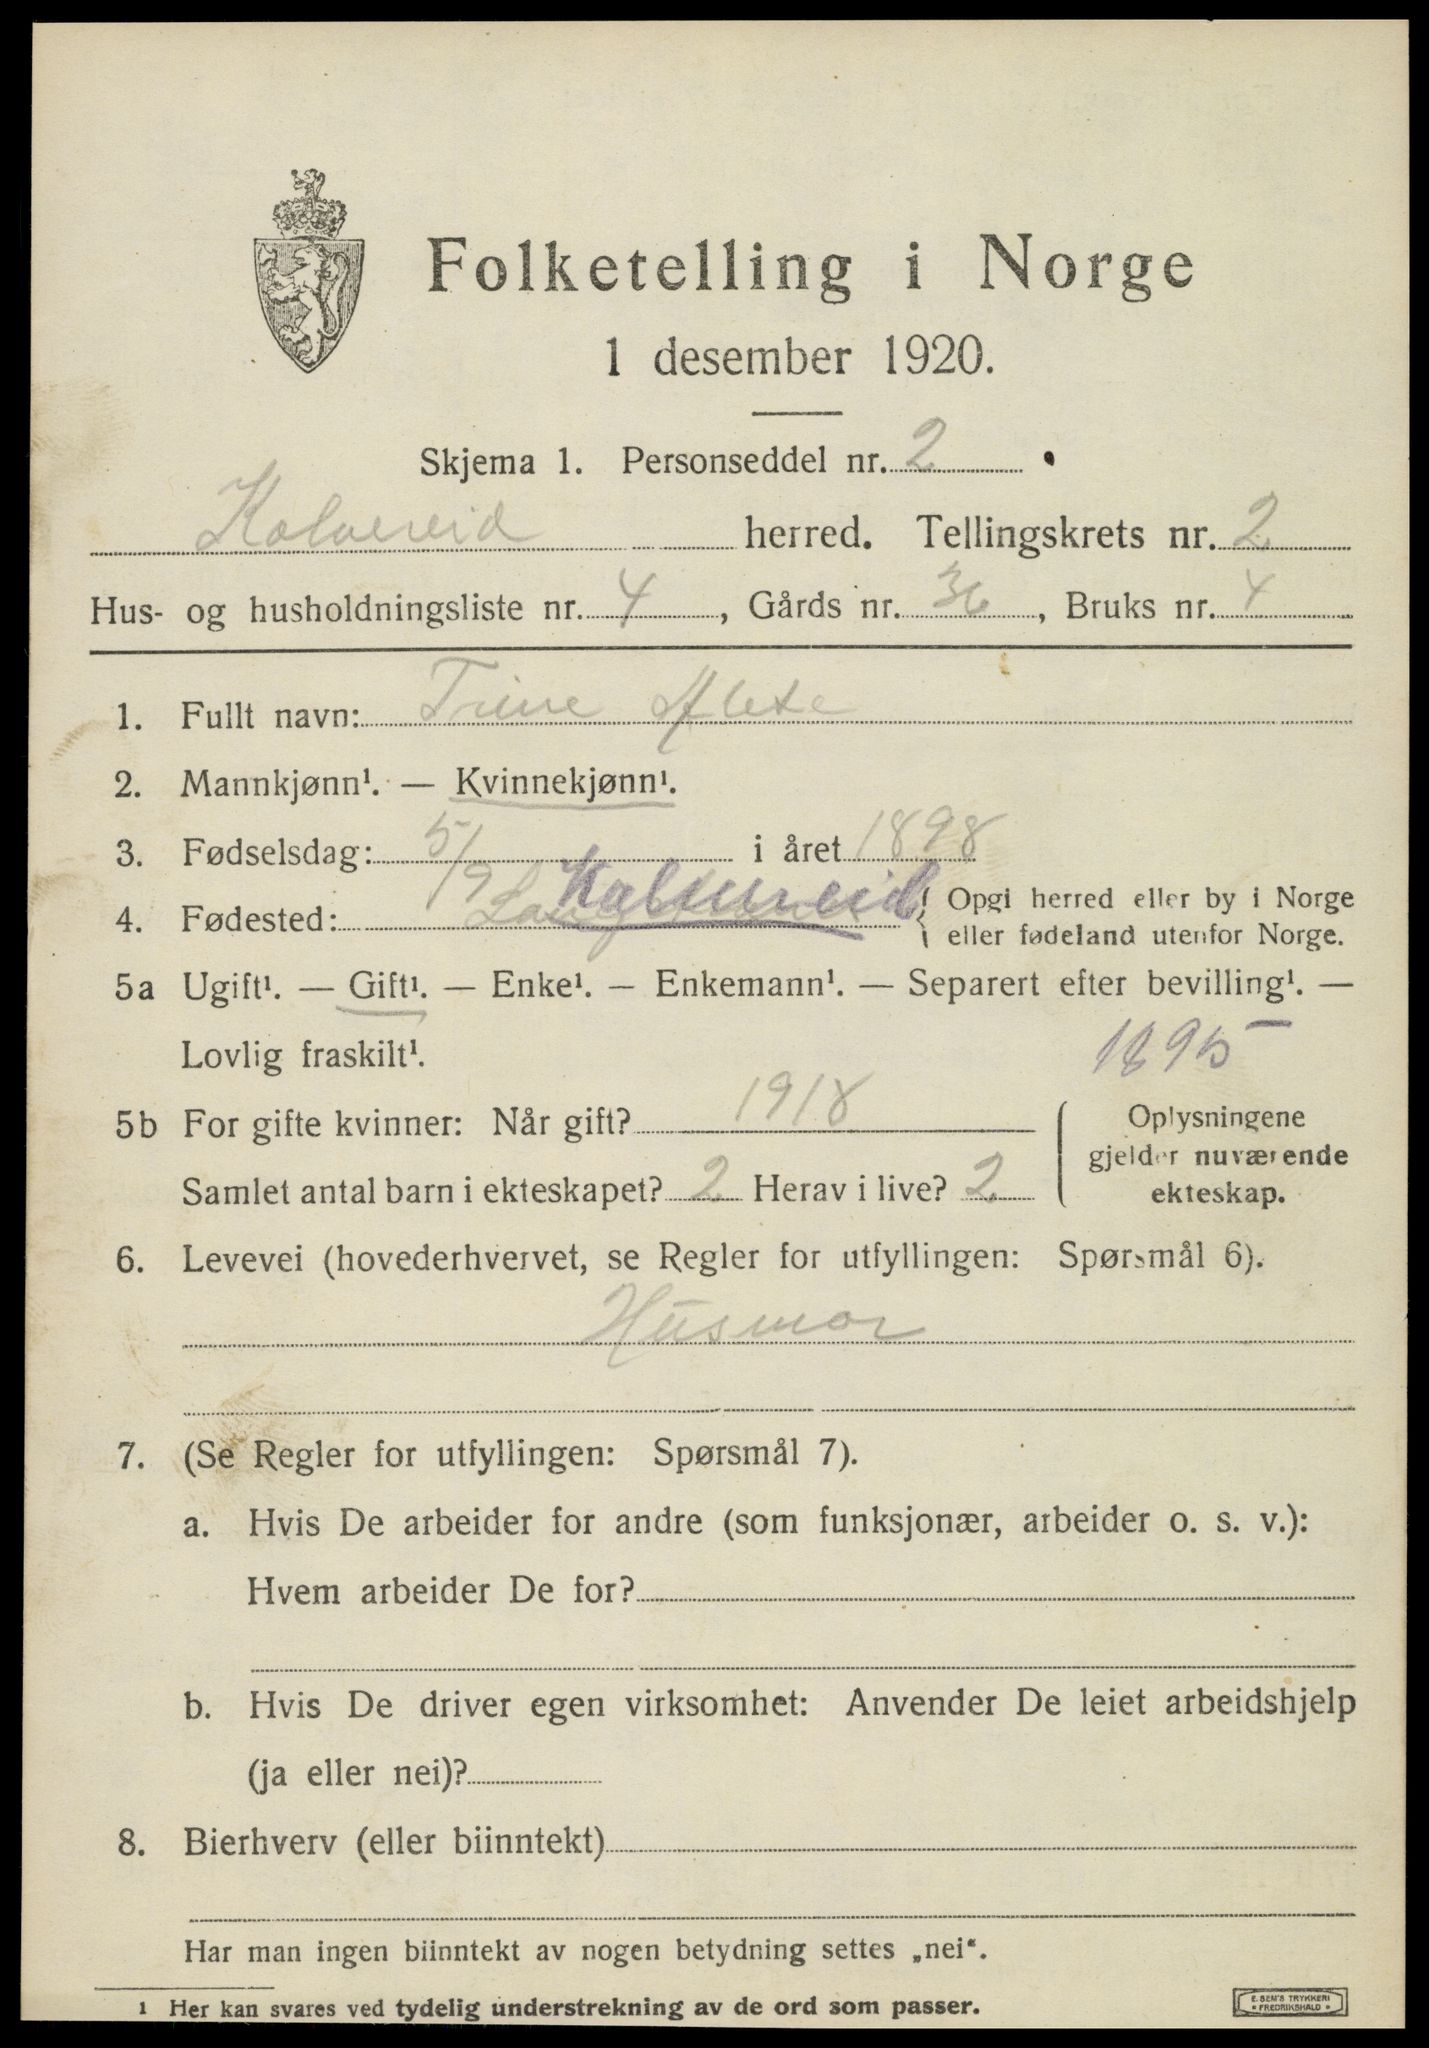 Folketelling i Norge
1 desember 1920.
Skjema 1. Personseddel nr. 2
Kolvereid herred. Tellingskrets nr. 2
Hus- og husholdningsliste nr. 4, Gårds nr. 36, Bruks nr. 4
1. Fullt navn: Trine
2. Mannkjønn¹. — Kvinnekjønn¹.
3. Fødselsdag: 5/9 i året 1898
4. Fødested: Kolvereid { Opgi herred eller by i Norge
eller fødeland utenfor Norge.
5a Ugift¹. — Gift¹. — Enke¹. — Enkemann¹. — Separert efter bevilling¹. —
Lovlig fraskilt¹. 1895
5b For gifte kvinner: Når gift? 1918
Samlet antal barn i ekteskapet? 2 Herav i live? 2
{ Oplysningene
gjelder nuværende
ekteskap.
6. Levevei (hovederhvervet, se Regler for utfyllingen: Spørsmål 6).
Husmor
7. (Se Regler for utfyllingen: Spørsmål 7).
a. Hvis De arbeider for andre (som funksjonær, arbeider o. s. v.):
Hvem arbeider De for?
b. Hvis De driver egen virksomhet: Anvender De leiet arbeidshjelp
(ja eller nei)?
8. Bierhverv (eller biinntekt)
Har man ingen biinntekt av nogen betydning settes „nei“.
1 Her kan svares ved tydelig understrekning av de ord som passer.
E. SEM'S TRYKKERI
• FREDRIKSHALD •